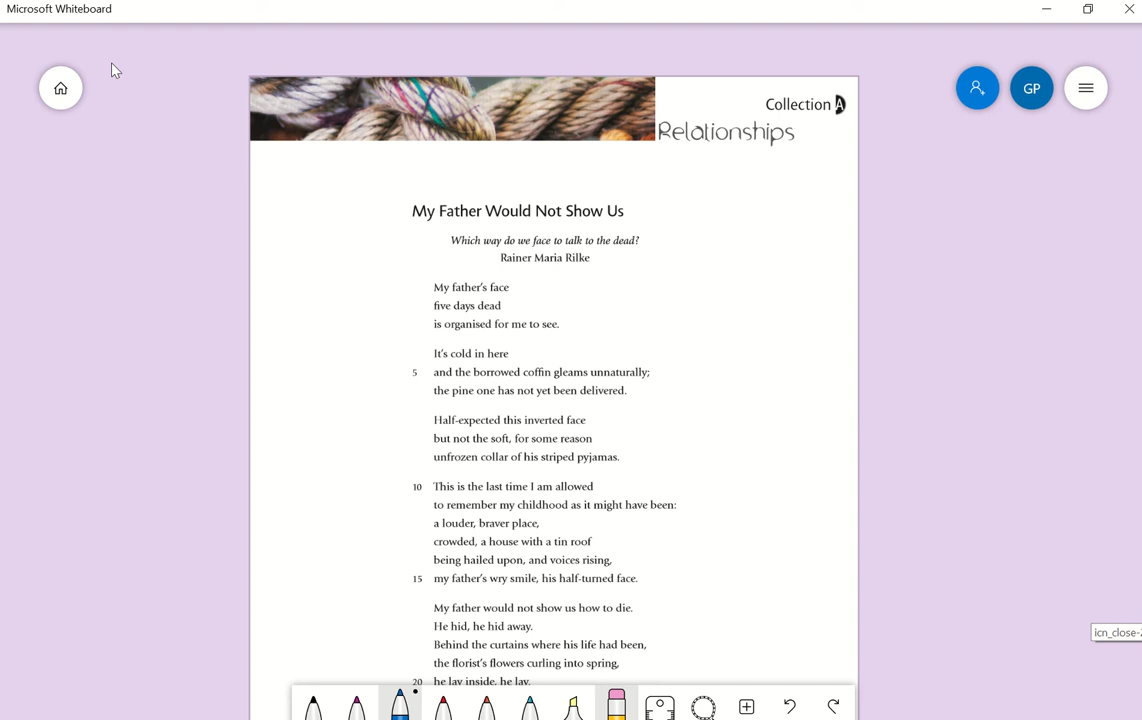 Microsoft Whiteboard
GP
Collection A
Relationships
My Father Would Not Show Us
Which way do we face to talk to the dead?
Rainer Maria Rilke
My father's face
five days dead
is organised for me to see.
It's cold in here
5 and the borrowed coffin gleams unnaturally;
the pine one has not yet been delivered.
Half-expected this inverted face
but not the soft, for some reason
unfrozen collar of his striped pyjamas.
10 This is the last time I am allowed
to remember my childhood as it might have been:
a louder, braver place,
crowded, a house with a tin roof
being hailed upon, and voices rising,
15 my father's wry smile, his half-turned face.
My father would not show us how to die.
He hid, he hid away.
Behind the curtains where his life had been,
the florist's flowers curling into spring,
20 he lay inside, he lay.
icn_close-2